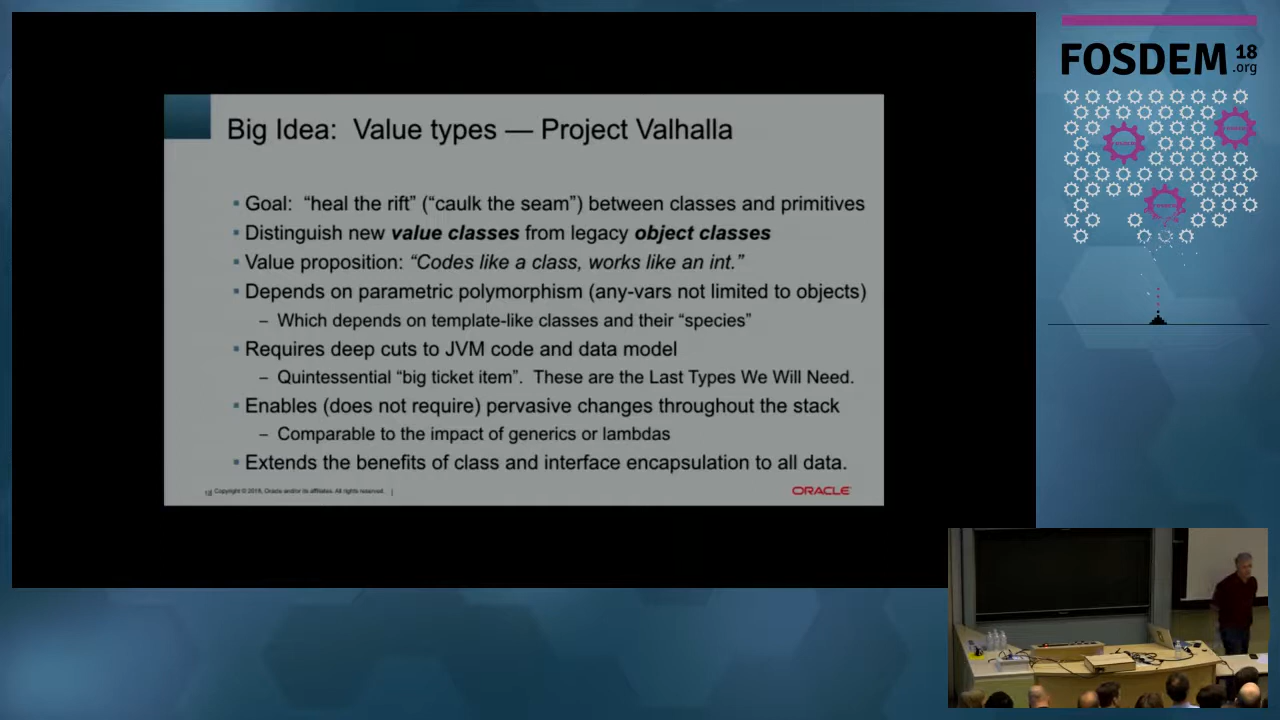 FOSDEM 18
.org
Big Idea: Value types — Project Valhalla
▪ Goal: “heal the rift” (“caulk the seam”) between classes and primitives
▪ Distinguish new value classes from legacy object classes
▪ Value proposition: “Codes like a class, works like an int.”
▪ Depends on parametric polymorphism (any-vars not limited to objects)
– Which depends on template-like classes and their “species”
▪ Requires deep cuts to JVM code and data model
– Quintessential “big ticket item”. These are the Last Types We Will Need.
▪ Enables (does not require) pervasive changes throughout the stack
– Comparable to the impact of generics or lambdas
▪ Extends the benefits of class and interface encapsulation to all data.
Copyright © 2018, Oracle and/or its affiliates. All rights reserved. |
ORACLE